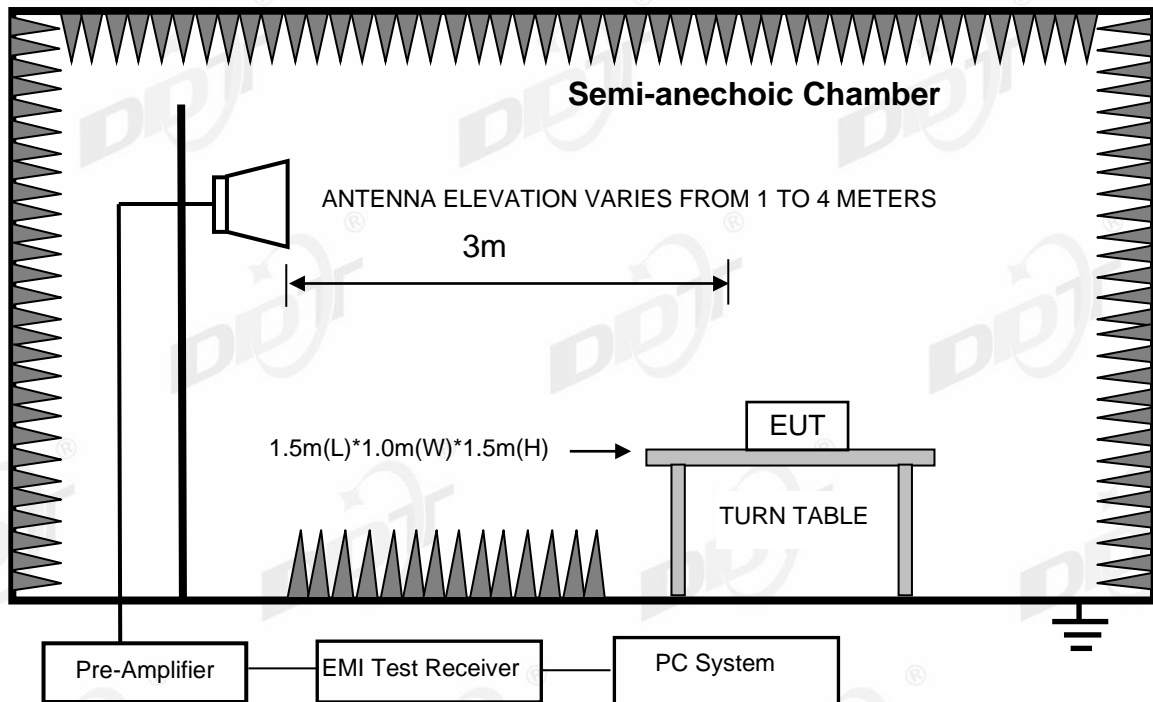 Semi-anechoic Chamber
ANTENNA ELEVATION VARIES FROM 1 TO 4 METERS
3m
EUT
1.5m(L)*1.0m(W)*1.5m(H)
TURN TABLE
Pre-Amplifier
EMI Test Receiver
PC System
DDT
®